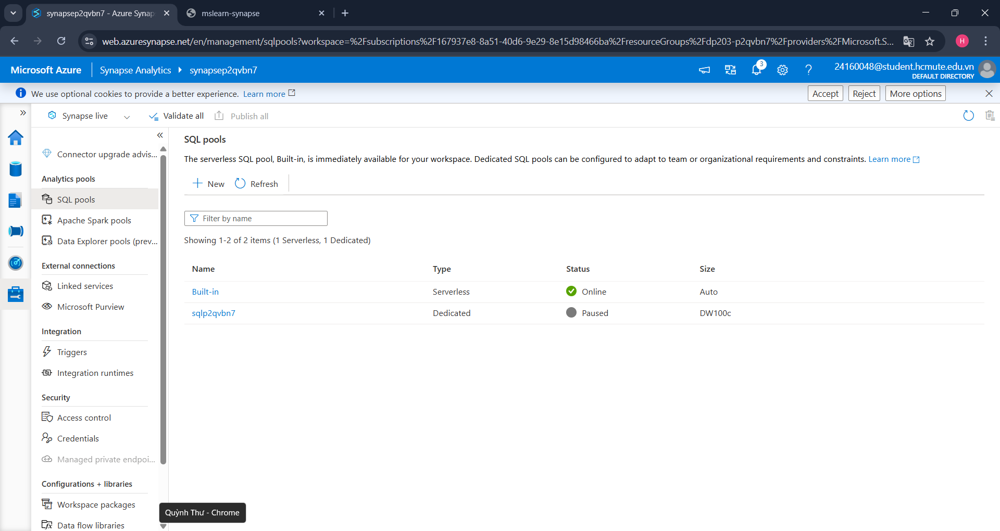 synapsep2qvbn7 - Azure Synap
mslearn-synapse
web.azuresynapse.net/en/management/sqlpools?workspace=%2Fsubscriptions%2F167937e8-8a51-40d6-9e29-8e15d98466ba%2FresourceGroups%2Fdp203-p2qvbn7%2Fproviders%2FMicrosoft.S...
H
Microsoft Azure
Synapse Analytics
synapsep2qvbn7
3
24160048@student.hcmute.edu.vn
DEFAULT DIRECTORY
We use optional cookies to provide a better experience. Learn more
Accept
Reject
More options
Synapse live
Validate all
Publish all
Connector upgrade advis...
Analytics pools
SQL pools
Apache Spark pools
Data Explorer pools (prev...
External connections
Linked services
Microsoft Purview
Integration
Triggers
Integration runtimes
Security
Access control
Credentials
Managed private endpoi...
Configurations + libraries
Workspace packages
Data flow libraries
SQL pools
The serverless SQL pool, Built-in, is immediately available for your workspace. Dedicated SQL pools can be configured to adapt to team or organizational requirements and constraints. Learn more
New
Refresh
Filter by name
Showing 1-2 of 2 items (1 Serverless, 1 Dedicated)
Name Type Status Size
Built-in Serverless Online Auto
sqlp2qvbn7 Dedicated Paused DW100c
Quỳnh Thư - Chrome